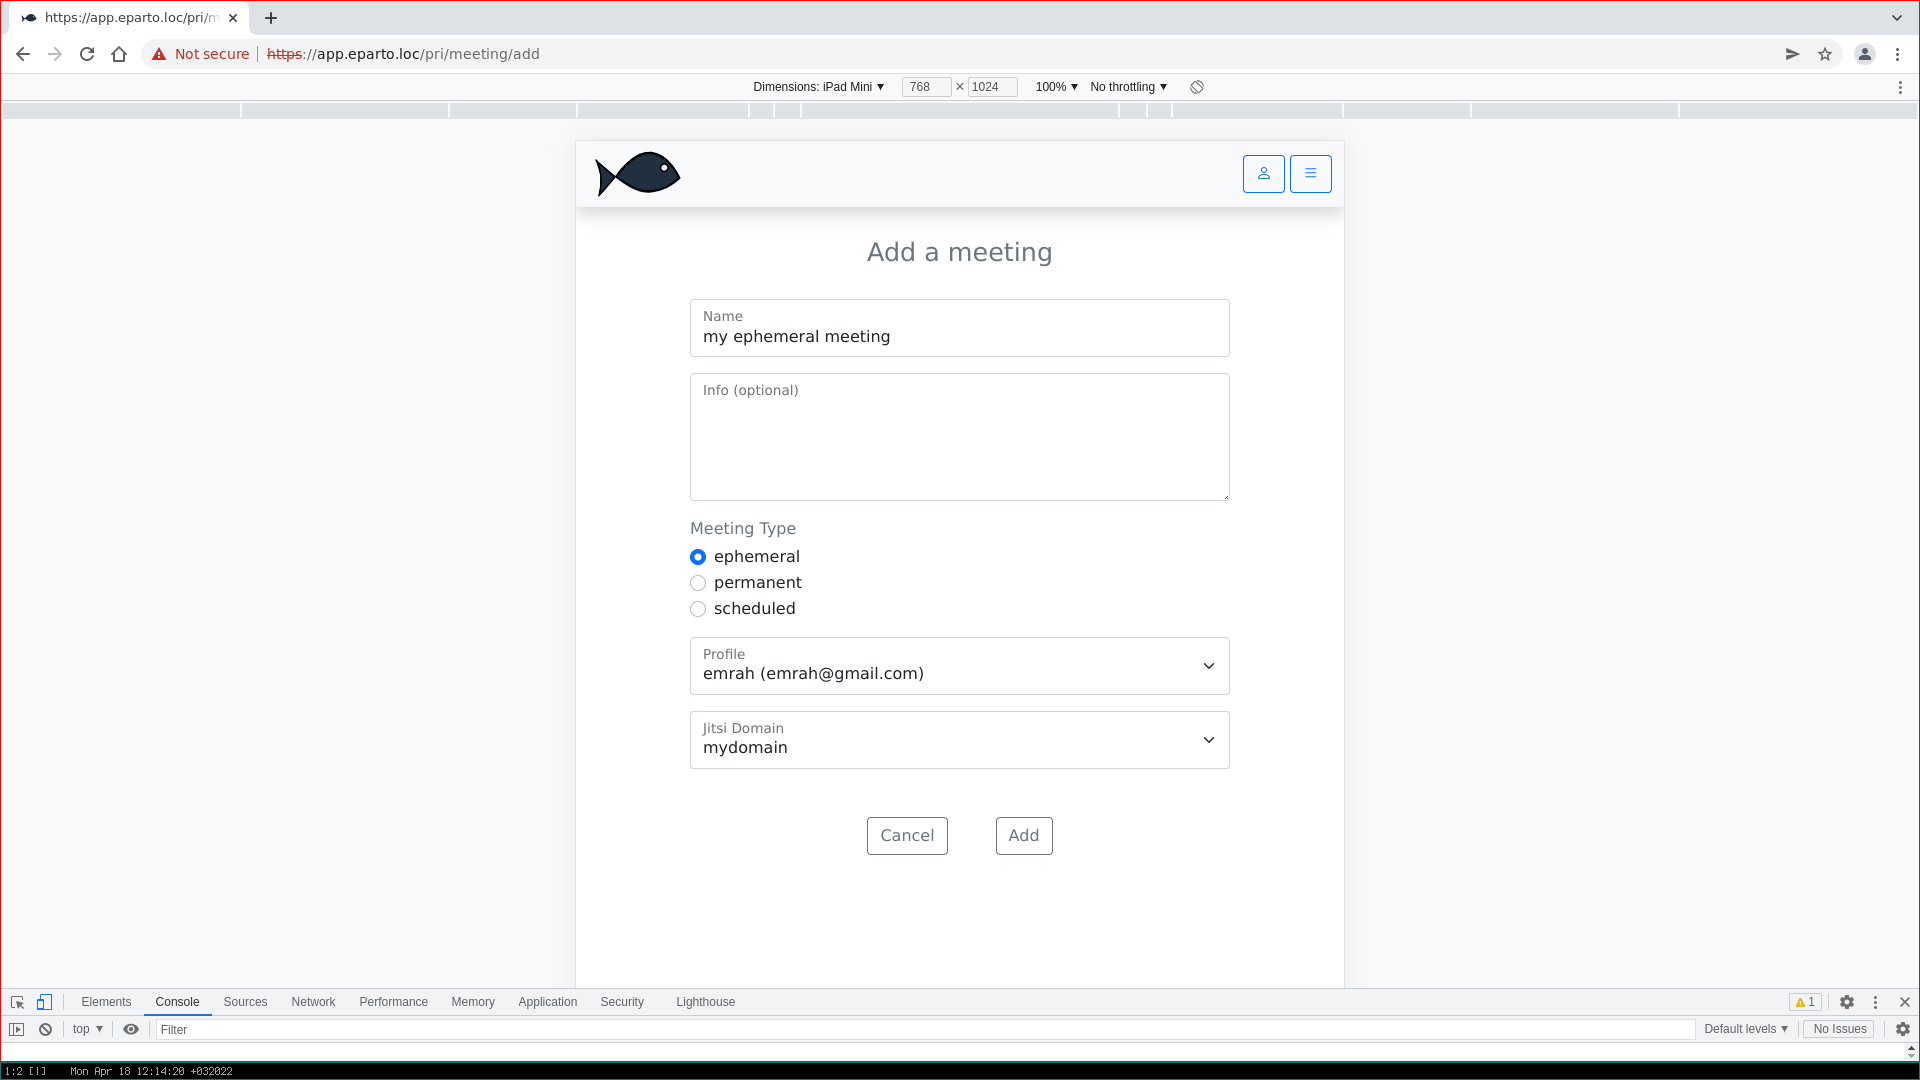 https://app.eparto.loc/pri/m
Not secure https://app.eparto.loc/pri/meeting/add
Dimensions: iPad Mini ▼ 768 × 1024 100% ▼ No throttling ▼
Add a meeting
Name
my ephemeral meeting
Info (optional)
Meeting Type
ephemeral
permanent
scheduled
Profile
emrah (emrah@gmail.com)
Jitsi Domain
mydomain
Cancel Add
Elements Console Sources Network Performance Memory Application Security Lighthouse 1
top ▼ Filter Default levels ▼ No Issues
1:2 [|] Mon Apr 18 12:14:20 +032022